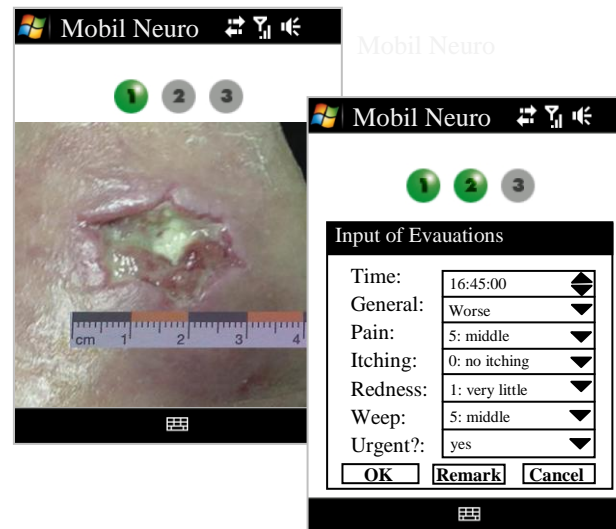 Mobil Neuro
1 2 3
cm 1 2 3 4
Mobil Neuro
Mobil Neuro
1 2 3
Input of Evauations
Time: 16:45:00
General: Worse
Pain: 5: middle
Itching: 0: no itching
Redness: 1: very little
Weep: 5: middle
Urgent?: yes
OK Remark Cancel